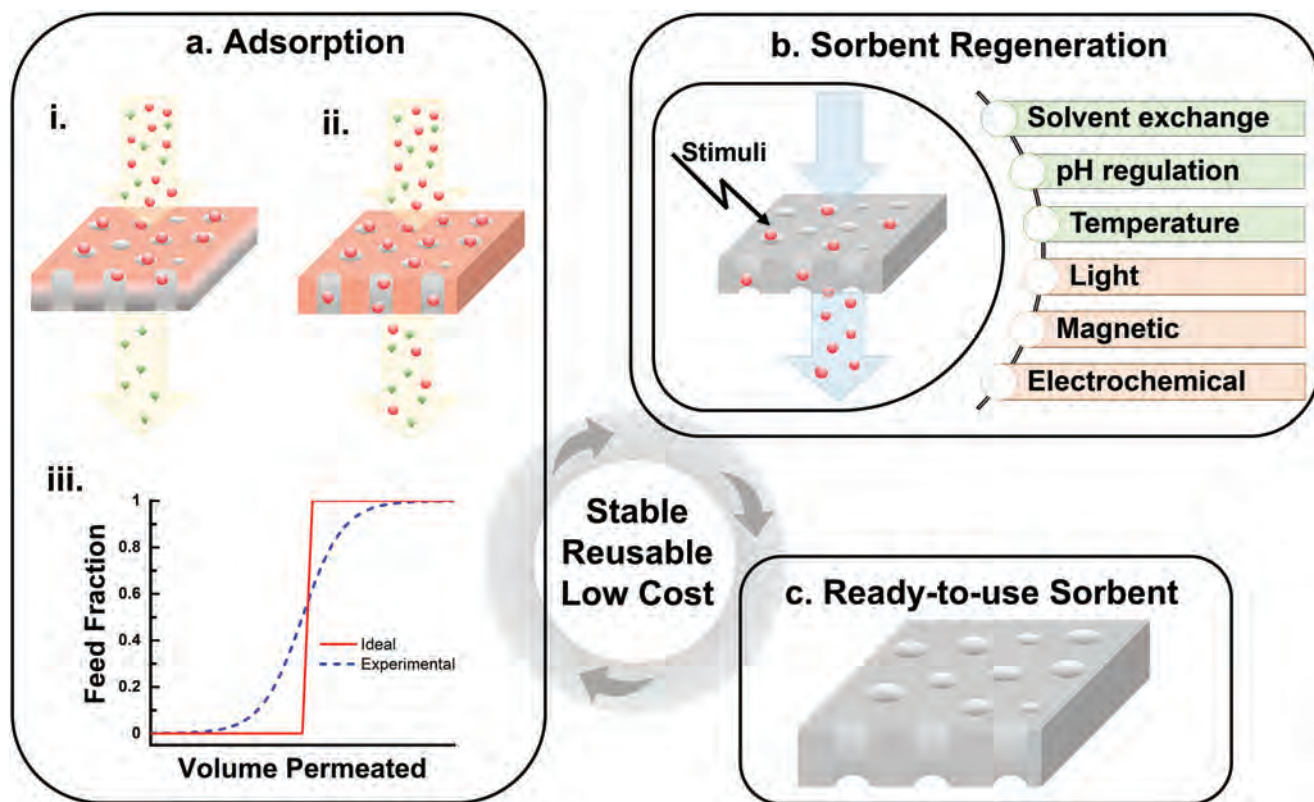 a. Adsorption
i.
ii.
iii.
1
0.8
0.6
0.4
0.2
0
Feed Fraction
Ideal
Experimental
Volume Permeated
b. Sorbent Regeneration
Stimuli
Solvent exchange
pH regulation
Temperature
Light
Magnetic
Electrochemical
Stable
Reusable
Low Cost
c. Ready-to-use Sorbent